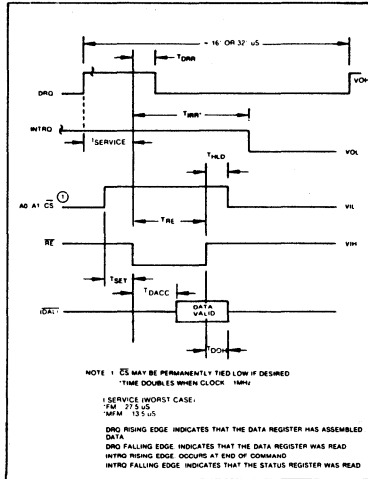 = 16* OR 32* uS
TDRR
VOH
DRQ
TIRR*
INTRQ
tSERVICE
VOL
THLD
A0 A1 CS ①
VIL
TRE
RE
VIH
TSET
TDACC
DATA VALID
TDOH
NOTE 1 CS MAY BE PERMANENTLY TIED LOW IF DESIRED
*TIME DOUBLES WHEN CLOCK 1MHz
t SERVICE (WORST CASE)
*FM 27.5 uS
*MFM 13.5 uS
DRQ RISING EDGE INDICATES THAT THE DATA REGISTER HAS ASSEMBLED
DATA
DRQ FALLING EDGE INDICATES THAT THE DATA REGISTER WAS READ
INTRQ RISING EDGE OCCURS AT END OF COMMAND
INTRQ FALLING EDGE INDICATES THAT THE STATUS REGISTER WAS READ